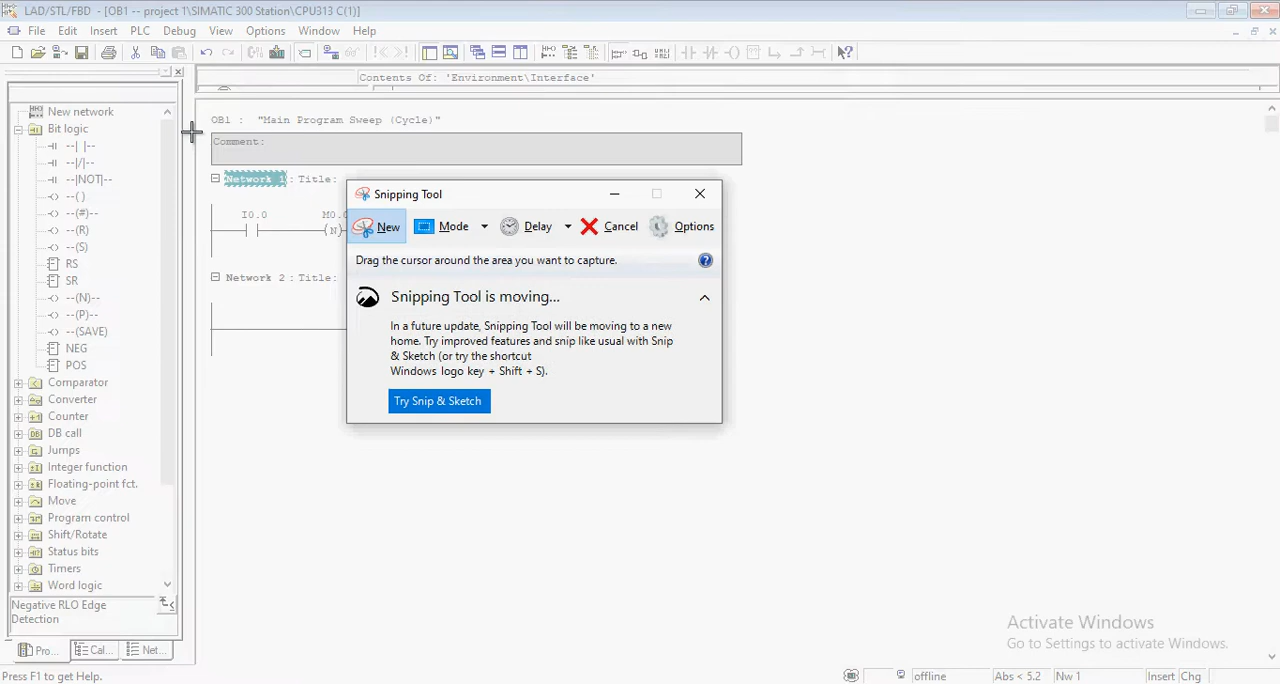 LAD/STL/FBD - [OB1 -- project 1\SIMATIC 300 Station\CPU313 C(1)]
File Edit Insert PLC Debug View Options Window Help
Contents Of: 'Environment\Interface'
New network
Bit logic
--| |--
--|/|--
--|NOT|--
--( )
--(#)--
--(R)
--(S)
RS
SR
--(N)--
--(P)--
--(SAVE)
NEG
POS
Comparator
Converter
Counter
DB call
Jumps
Integer function
Floating-point fct.
Move
Program control
Shift/Rotate
Status bits
Timers
Word logic
Negative RLO Edge
Detection
Pro... Cal... Net...
OB1 : "Main Program Sweep (Cycle)"
Comment:
Network 1: Title:
I0.0 M0.
(N)
Network 2: Title:
Snipping Tool
New Mode Delay Cancel Options
Drag the cursor around the area you want to capture.
Snipping Tool is moving...
In a future update, Snipping Tool will be moving to a new
home. Try improved features and snip like usual with Snip
& Sketch (or try the shortcut
Windows logo key + Shift + S).
Try Snip & Sketch
Activate Windows
Go to Settings to activate Windows.
Press F1 to get Help.
offline Abs < 5.2 Nw 1 Insert Chg